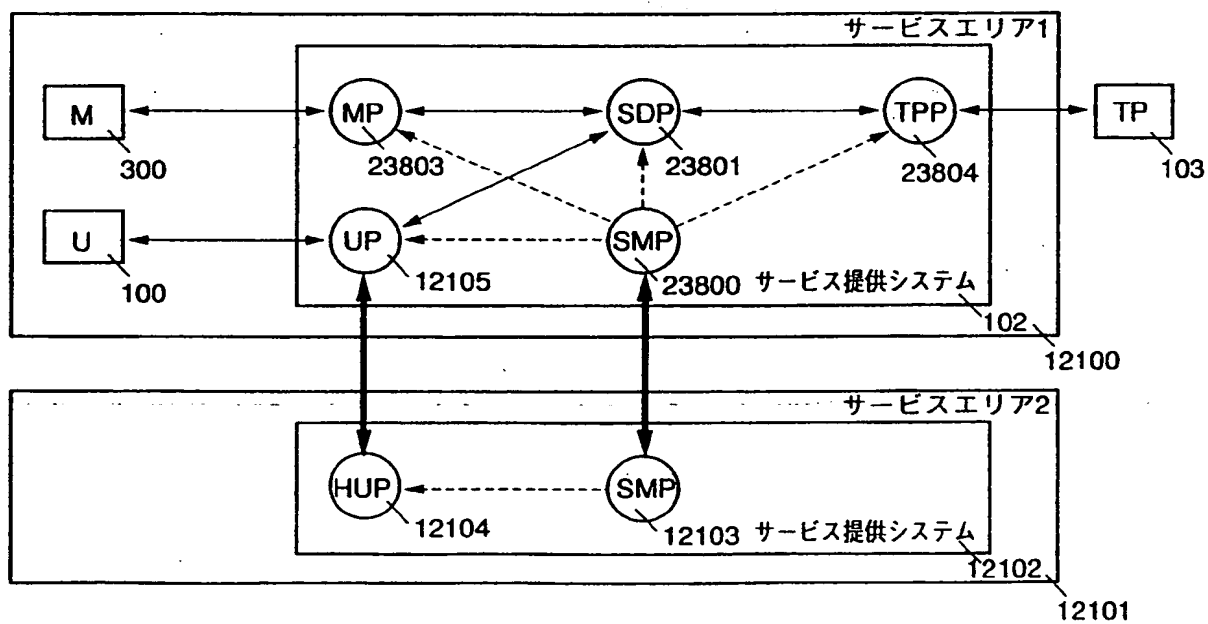 サービスエリア1
M
300
MP
23803
SDP
23801
TPP
23804
TP
103
U
100
UP
12105
SMP
23800
サービス提供システム
102
12100
サービスエリア2
HUP
12104
SMP
12103
サービス提供システム
12102
12101